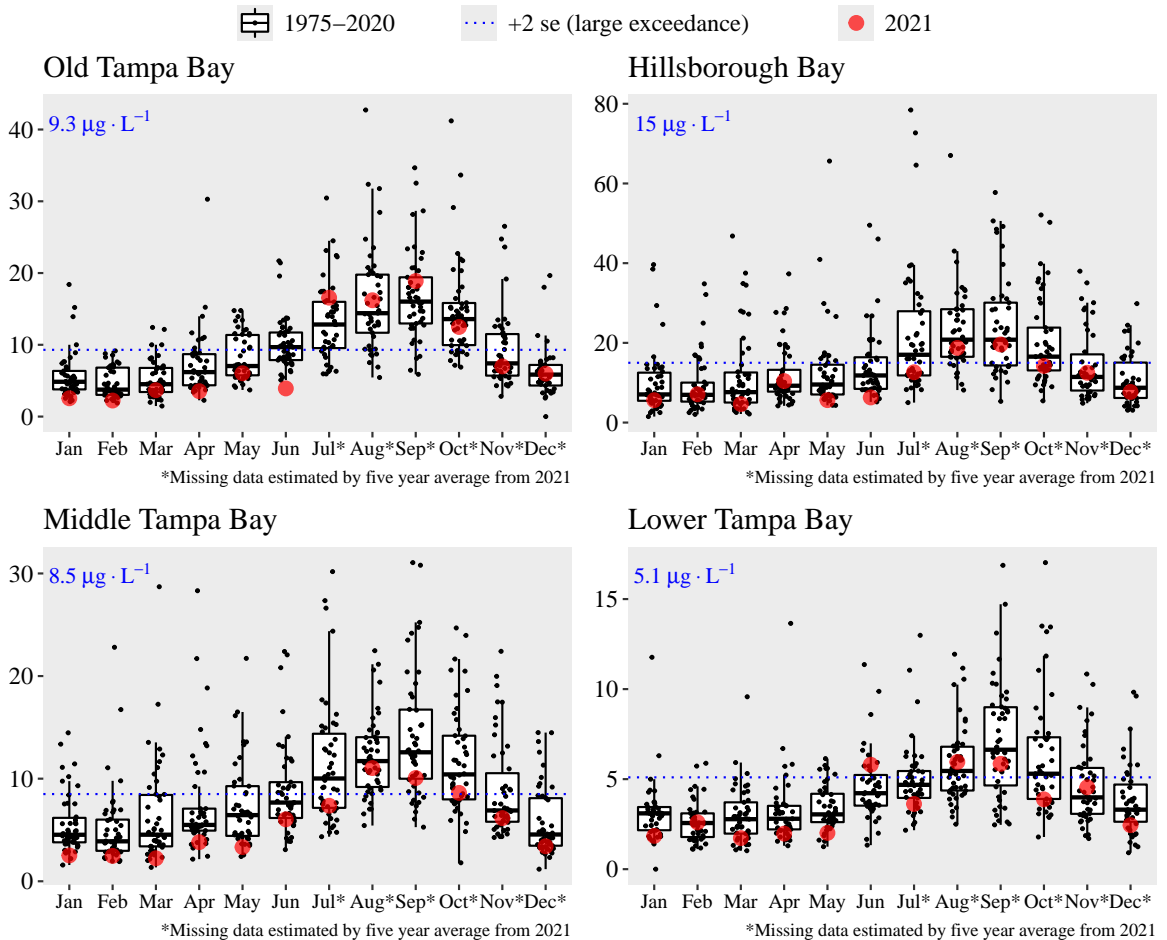 1975–2020 +2 se (large exceedance) 2021
Old Tampa Bay
9.3 µg · L⁻¹
40
30
20
10
0
Jan Feb Mar Apr May Jun Jul* Aug* Sep* Oct* Nov* Dec*
*Missing data estimated by five year average from 2021
Hillsborough Bay
15 µg · L⁻¹
80
60
40
20
0
Jan Feb Mar Apr May Jun Jul* Aug* Sep* Oct* Nov* Dec*
*Missing data estimated by five year average from 2021
Middle Tampa Bay
8.5 µg · L⁻¹
30
20
10
0
Jan Feb Mar Apr May Jun Jul* Aug* Sep* Oct* Nov* Dec*
*Missing data estimated by five year average from 2021
Lower Tampa Bay
5.1 µg · L⁻¹
15
10
5
0
Jan Feb Mar Apr May Jun Jul* Aug* Sep* Oct* Nov* Dec*
*Missing data estimated by five year average from 2021